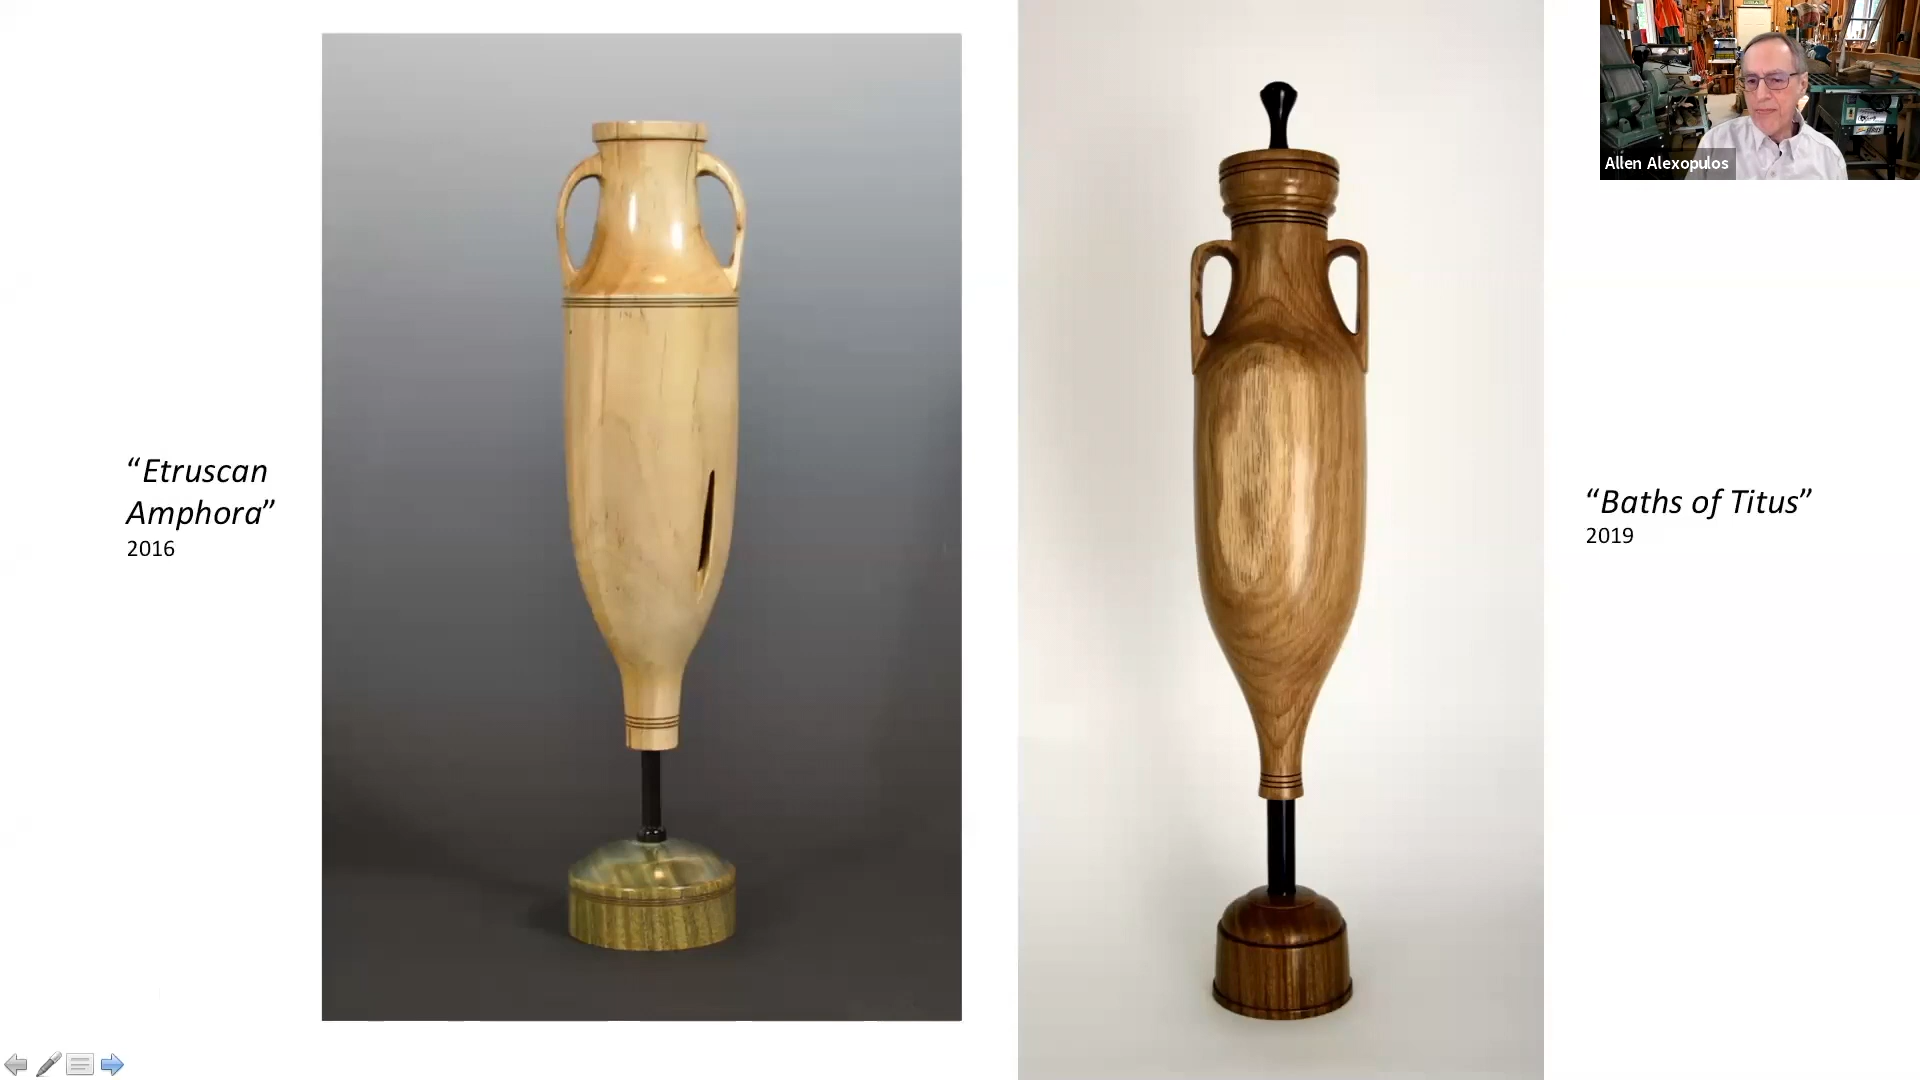 “Etruscan
Amphora”
2016
“Baths of Titus”
2019
Allen Alexopulos